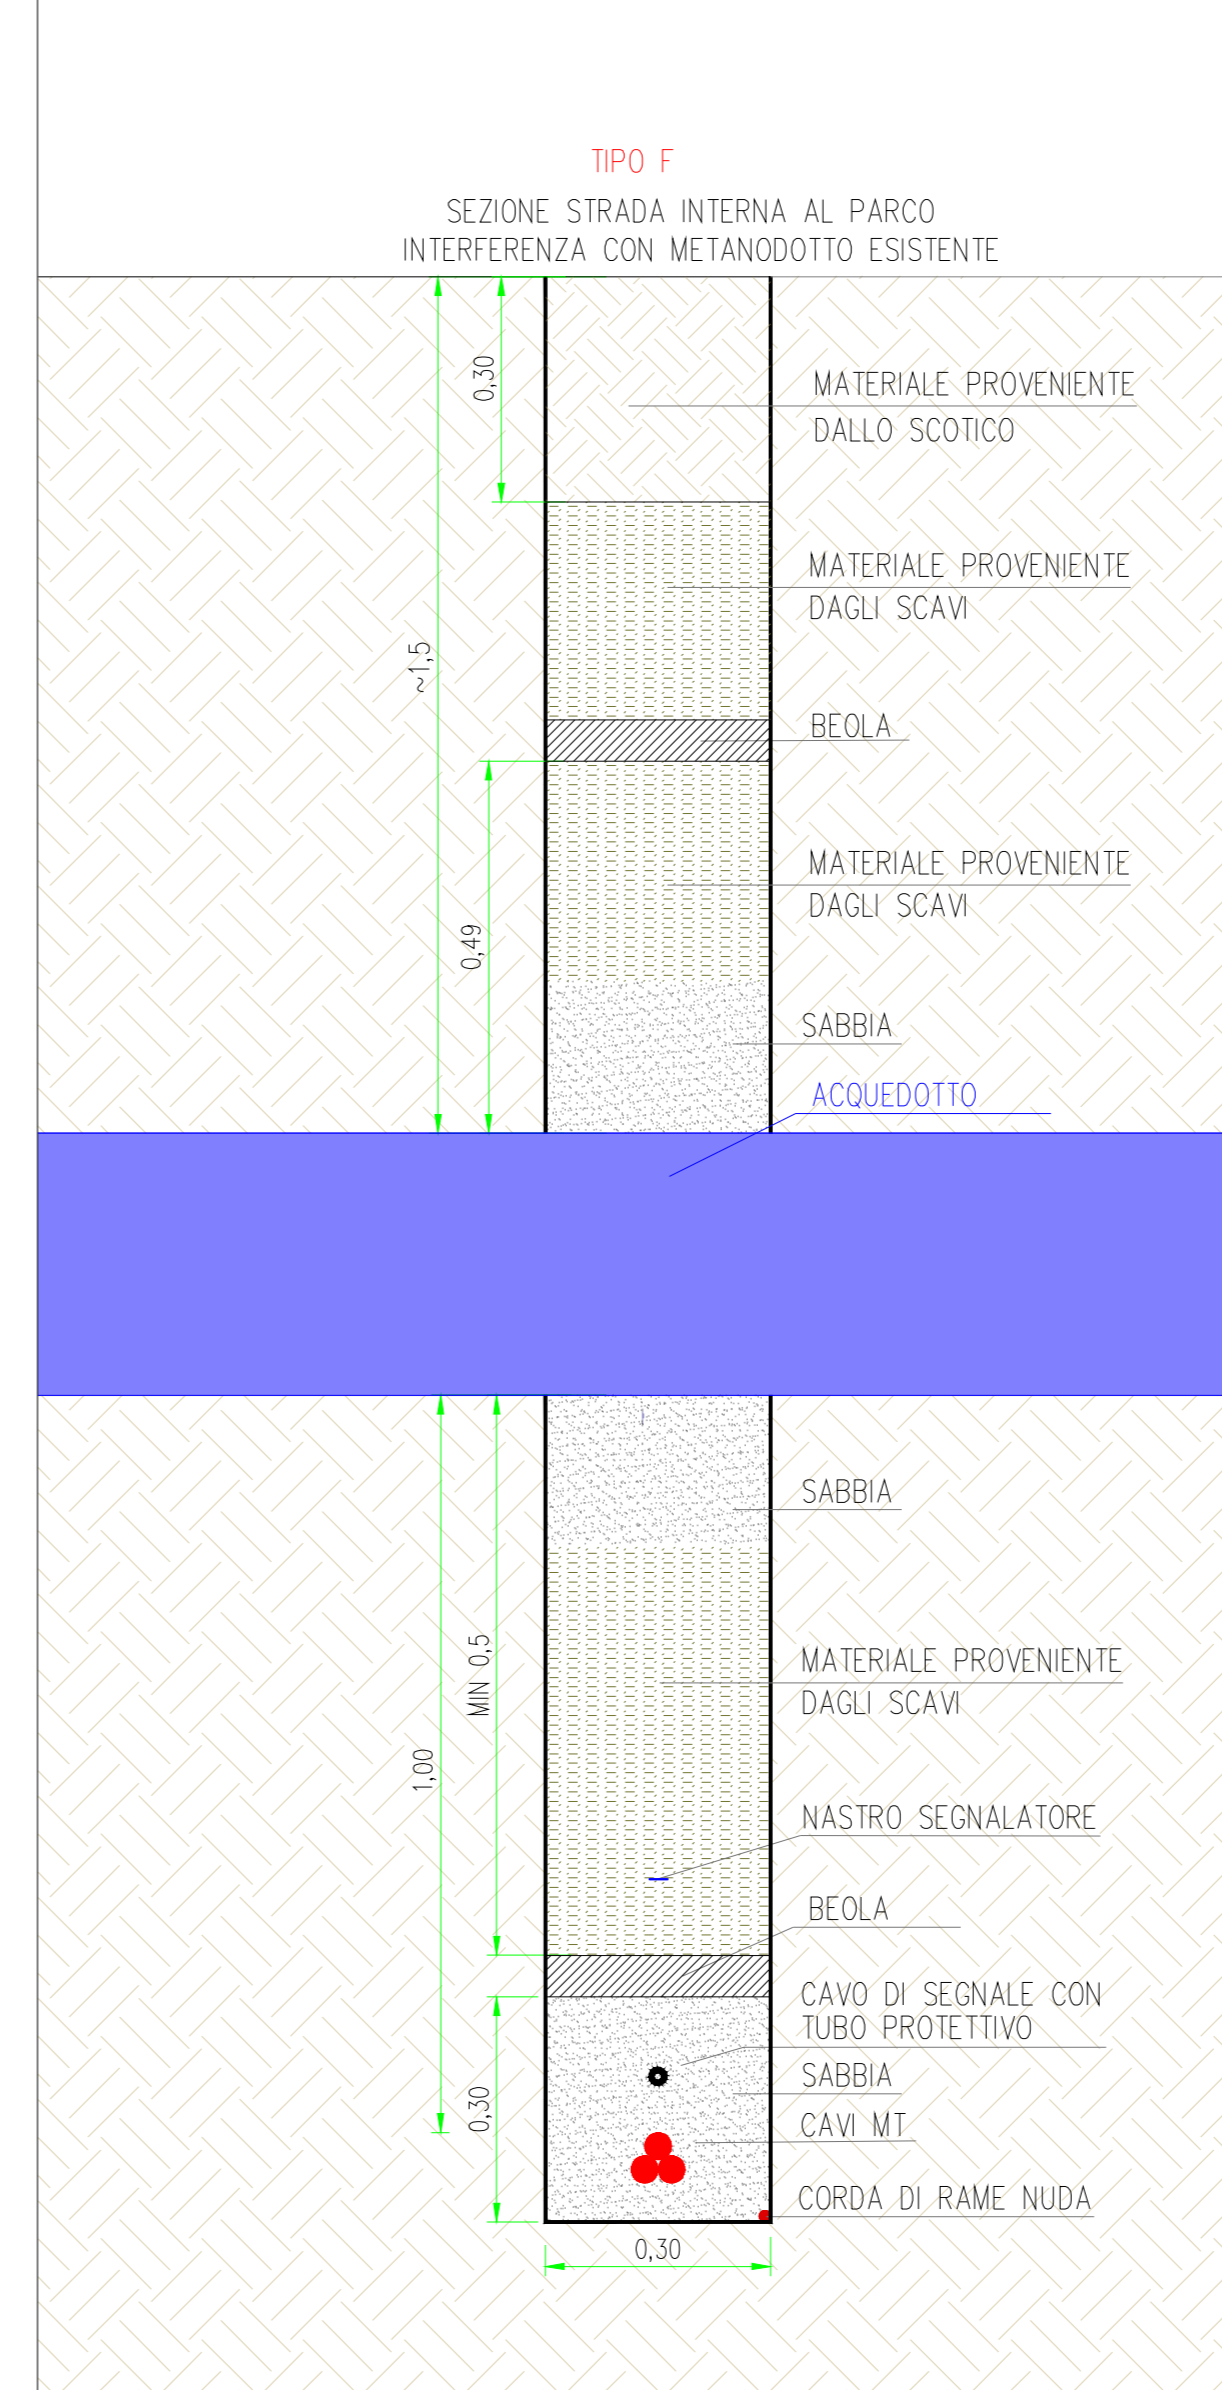 TIPO F
SEZIONE STRADA INTERNA AL PARCO
INTERFERENZA CON METANODOTTO ESISTENTE
0,30
MATERIALE PROVENIENTE
DALLO SCOTICO
MATERIALE PROVENIENTE
DAGLI SCAVI
~1,5
BEOLA
MATERIALE PROVENIENTE
DAGLI SCAVI
0,49
SABBIA
ACQUEDOTTO
SABBIA
MIN 0,5
MATERIALE PROVENIENTE
DAGLI SCAVI
1,00
NASTRO SEGNALATORE
BEOLA
CAVO DI SEGNALE CON
TUBO PROTETTIVO
SABBIA
0,30
CAVI MT
CORDA DI RAME NUDA
0,30